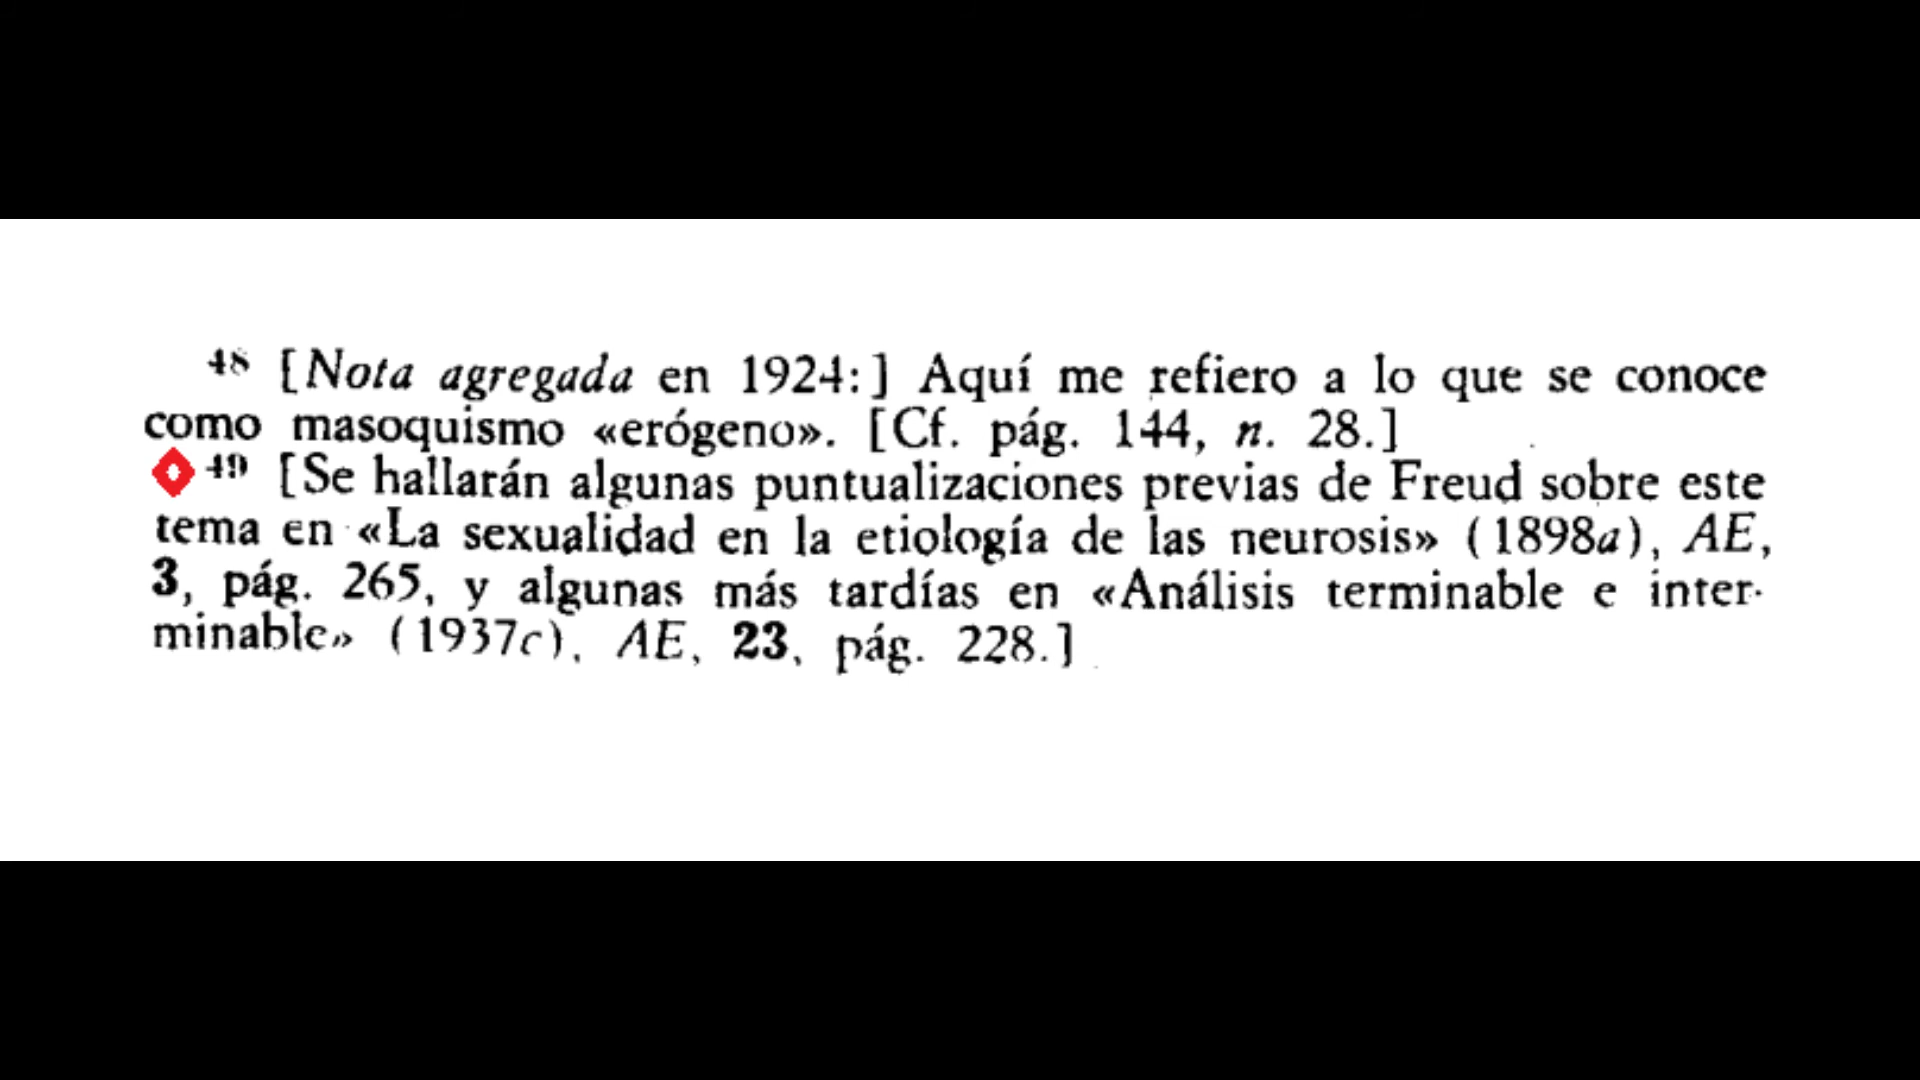 48 [Nota agregada en 1924:] Aquí me refiero a lo que se conoce
como masoquismo «erógeno». [Cf. pág. 144, n. 28.]
49 [Se hallarán algunas puntualizaciones previas de Freud sobre este
tema en «La sexualidad en la etiología de las neurosis» (1898a), AE,
3, pág. 265, y algunas más tardías en «Análisis terminable e inter-
minable» (1937c), AE, 23, pág. 228.]